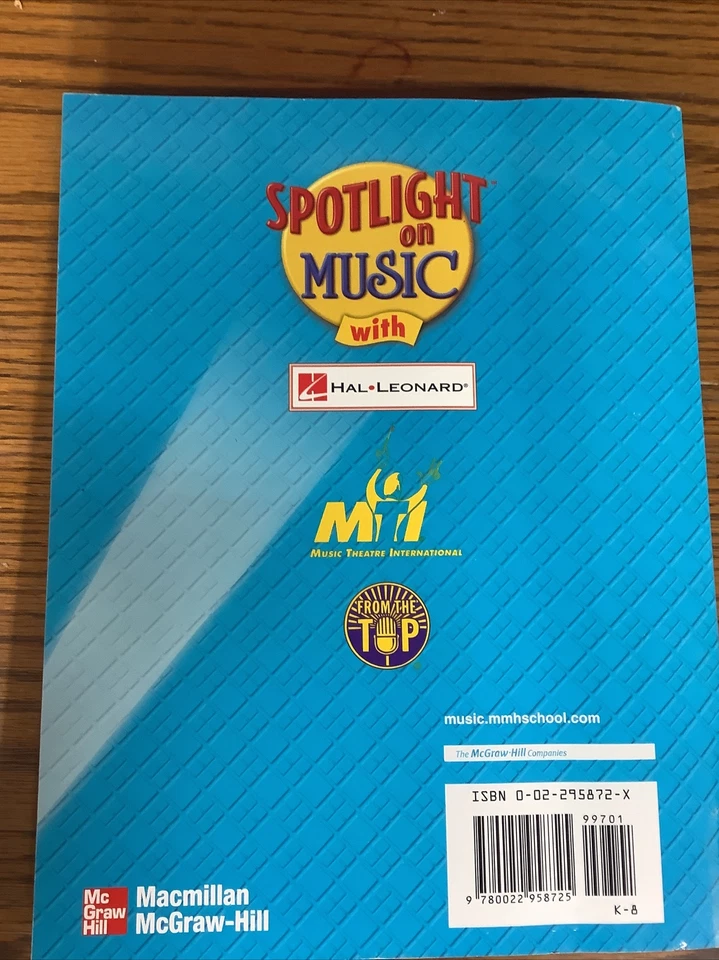 SPOTLIGHT™
on
MUSIC
with
HAL•LEONARD®
MTI
MUSIC THEATRE INTERNATIONAL
FROM THE
TOP
music.mmhschool.com
The McGraw·Hill Companies
ISBN 0-02-295872-X
99701
9 780022 958725
K-8
Mc
Graw
Hill
Macmillan
McGraw-Hill